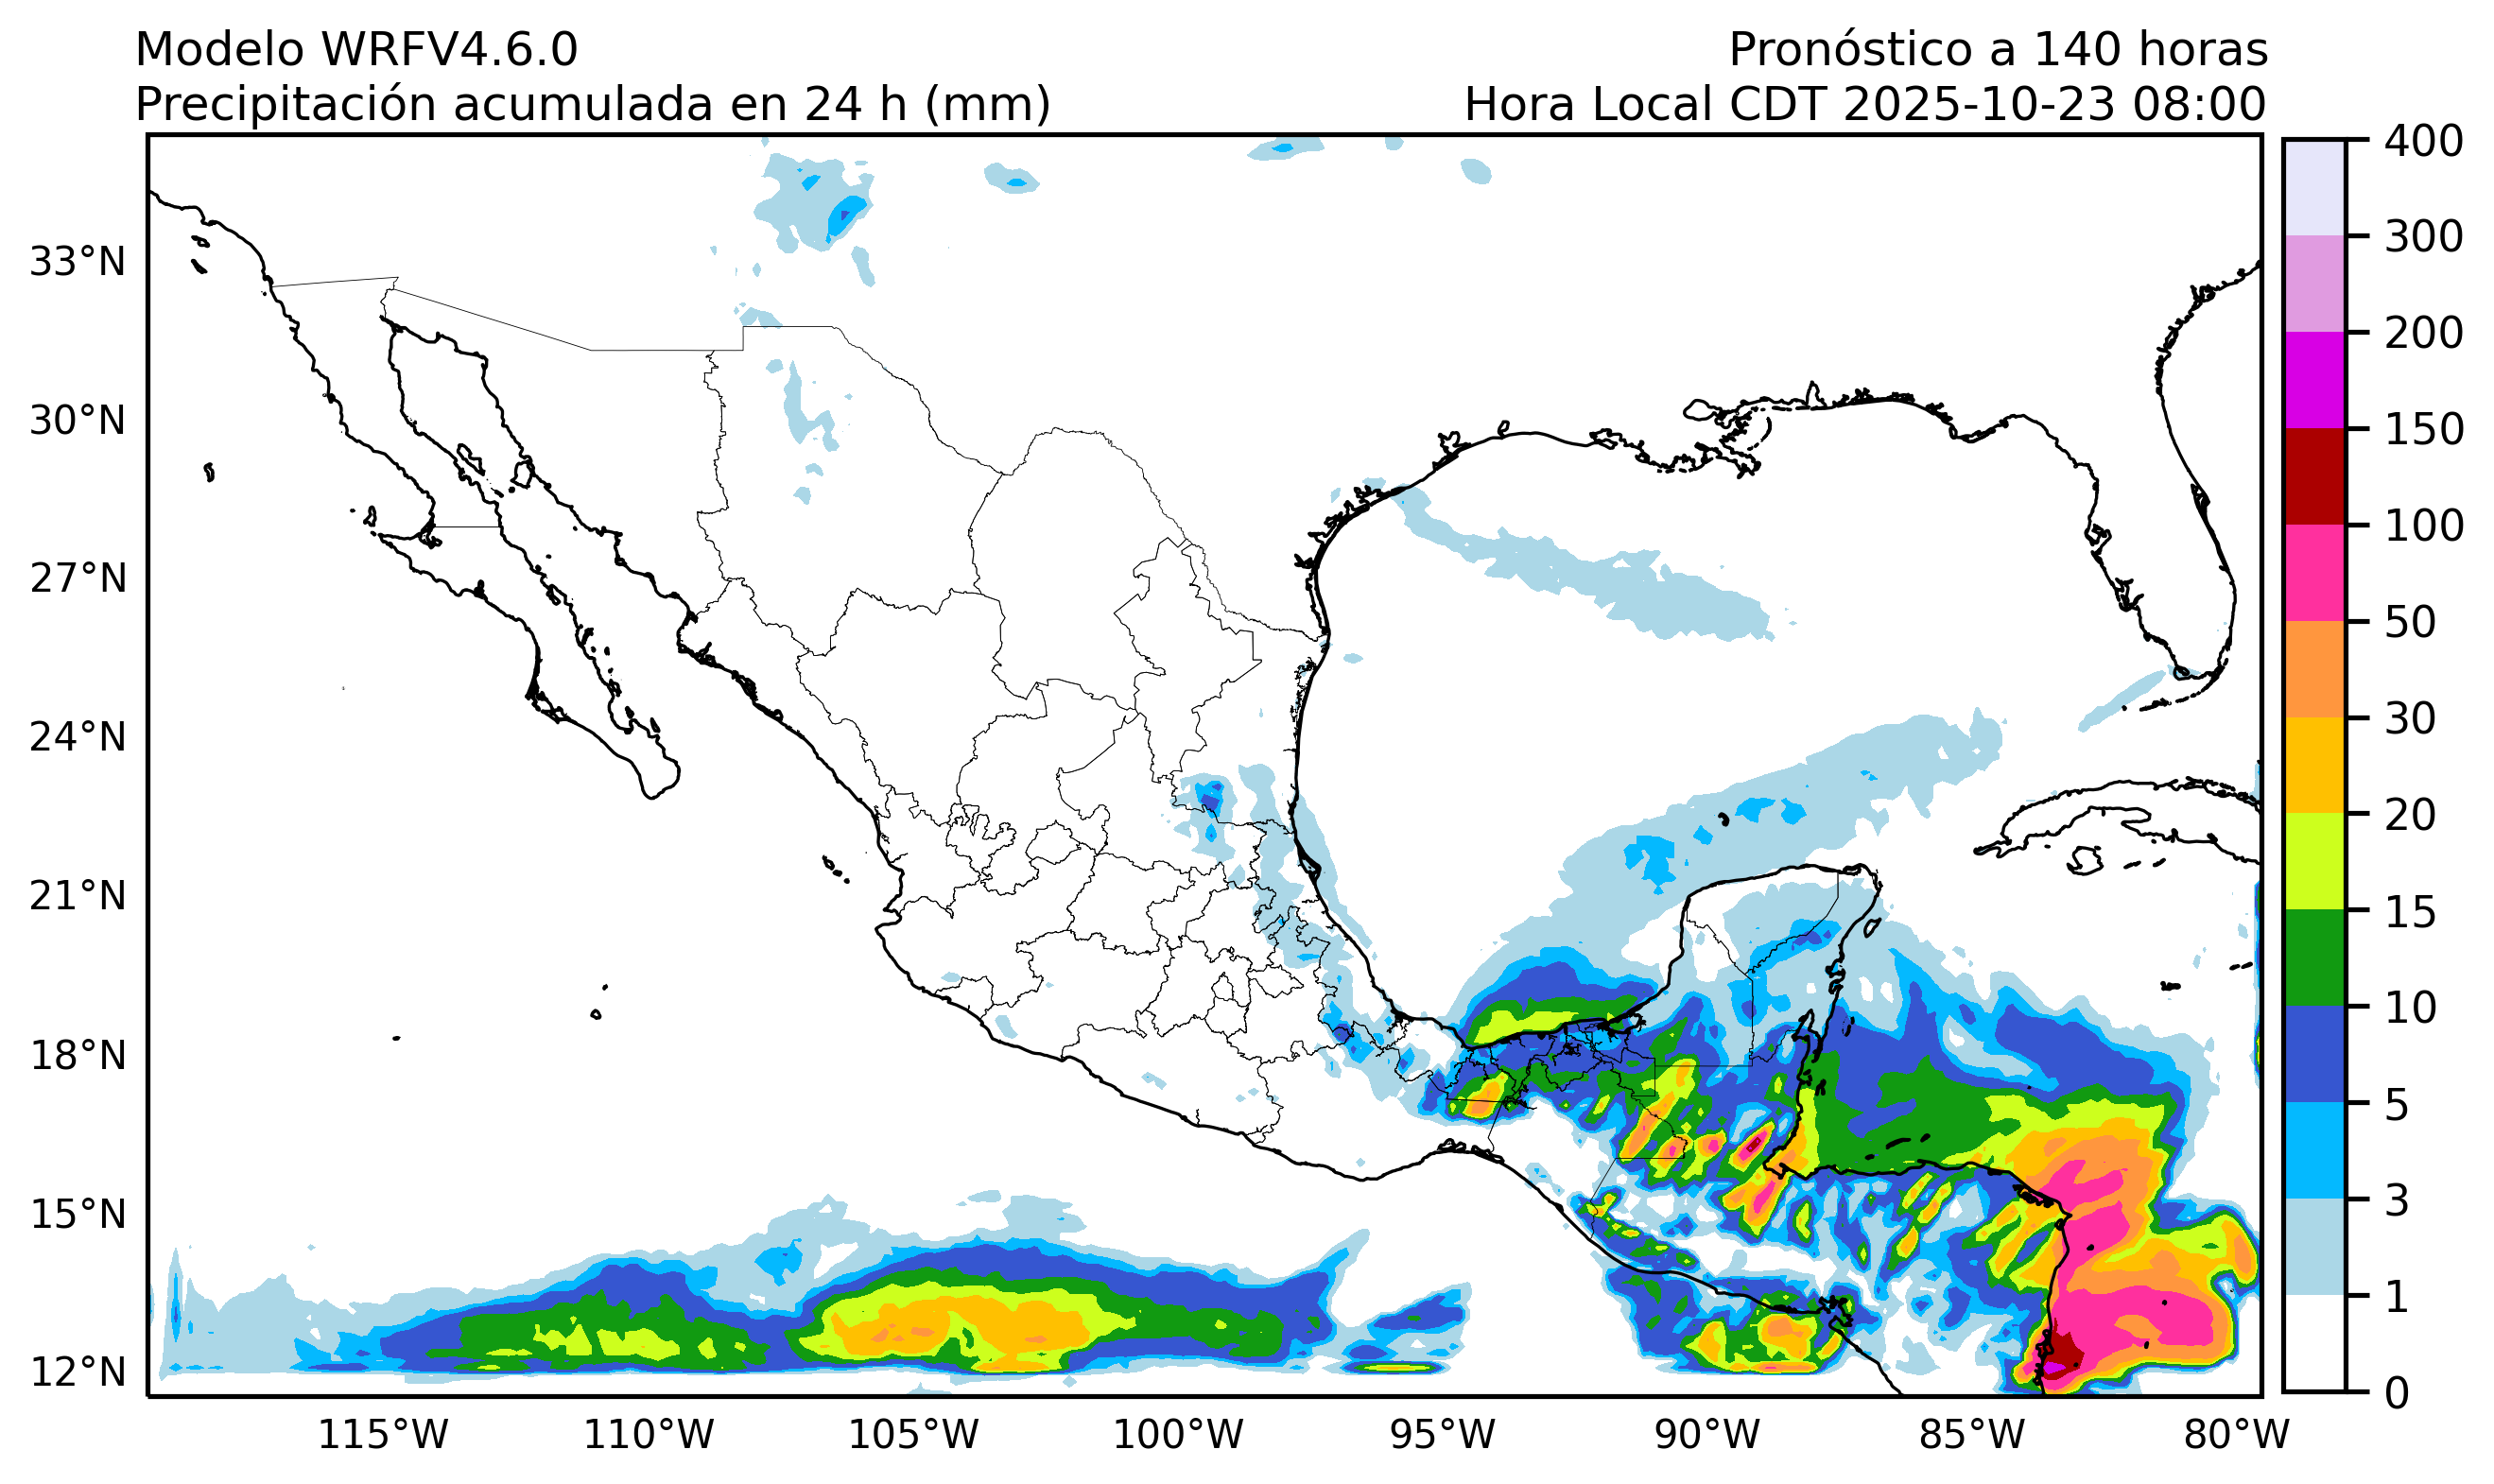 Modelo WRFV4.6.0
Pronóstico a 140 horas
Precipitación acumulada en 24 h (mm)
Hora Local CDT 2025-10-23 08:00
33°N
30°N
27°N
24°N
21°N
18°N
15°N
12°N
115°W
110°W
105°W
100°W
95°W
90°W
85°W
80°W
400
300
200
150
100
50
30
20
15
10
5
3
1
0